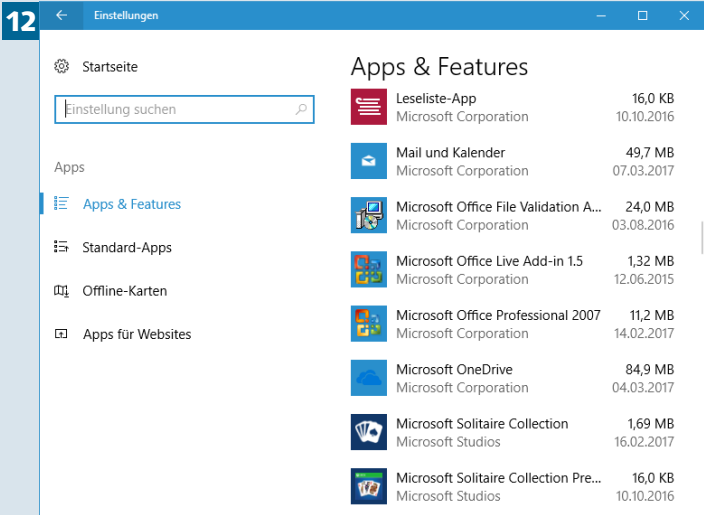 12
Einstellungen
Startseite
Einstellung suchen
Apps
Apps & Features
Standard-Apps
Offline-Karten
Apps für Websites
Apps & Features
Leseliste-App 16,0 KB
Microsoft Corporation 10.10.2016
Mail und Kalender 49,7 MB
Microsoft Corporation 07.03.2017
Microsoft Office File Validation A... 24,0 MB
Microsoft Corporation 03.08.2016
Microsoft Office Live Add-in 1.5 1,32 MB
Microsoft Corporation 12.06.2015
Microsoft Office Professional 2007 11,2 MB
Microsoft Corporation 14.02.2017
Microsoft OneDrive 84,9 MB
Microsoft Corporation 04.03.2017
Microsoft Solitaire Collection 1,69 MB
Microsoft Studios 16.02.2017
Microsoft Solitaire Collection Pre... 16,0 KB
Microsoft Studios 10.10.2016